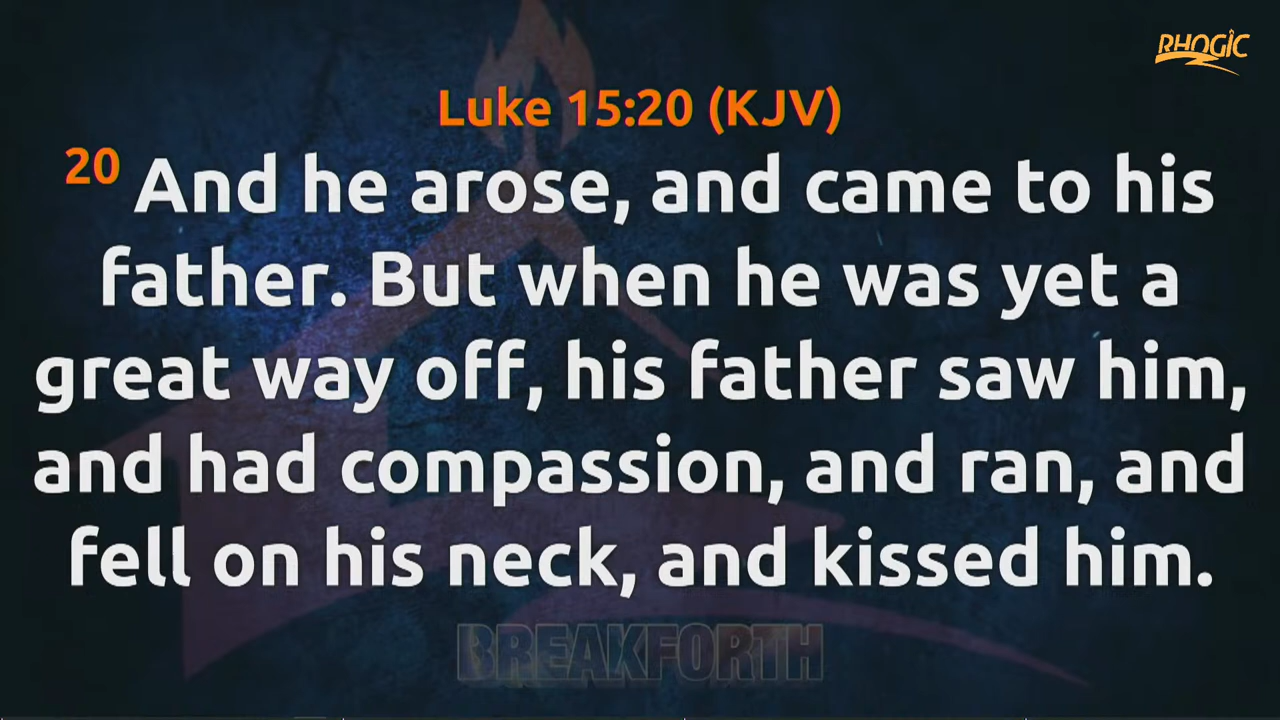 RHOGIC
Luke 15:20 (KJV)
20 And he arose, and came to his
father. But when he was yet a
great way off, his father saw him,
and had compassion, and ran, and
fell on his neck, and kissed him.
BREAKFORTH